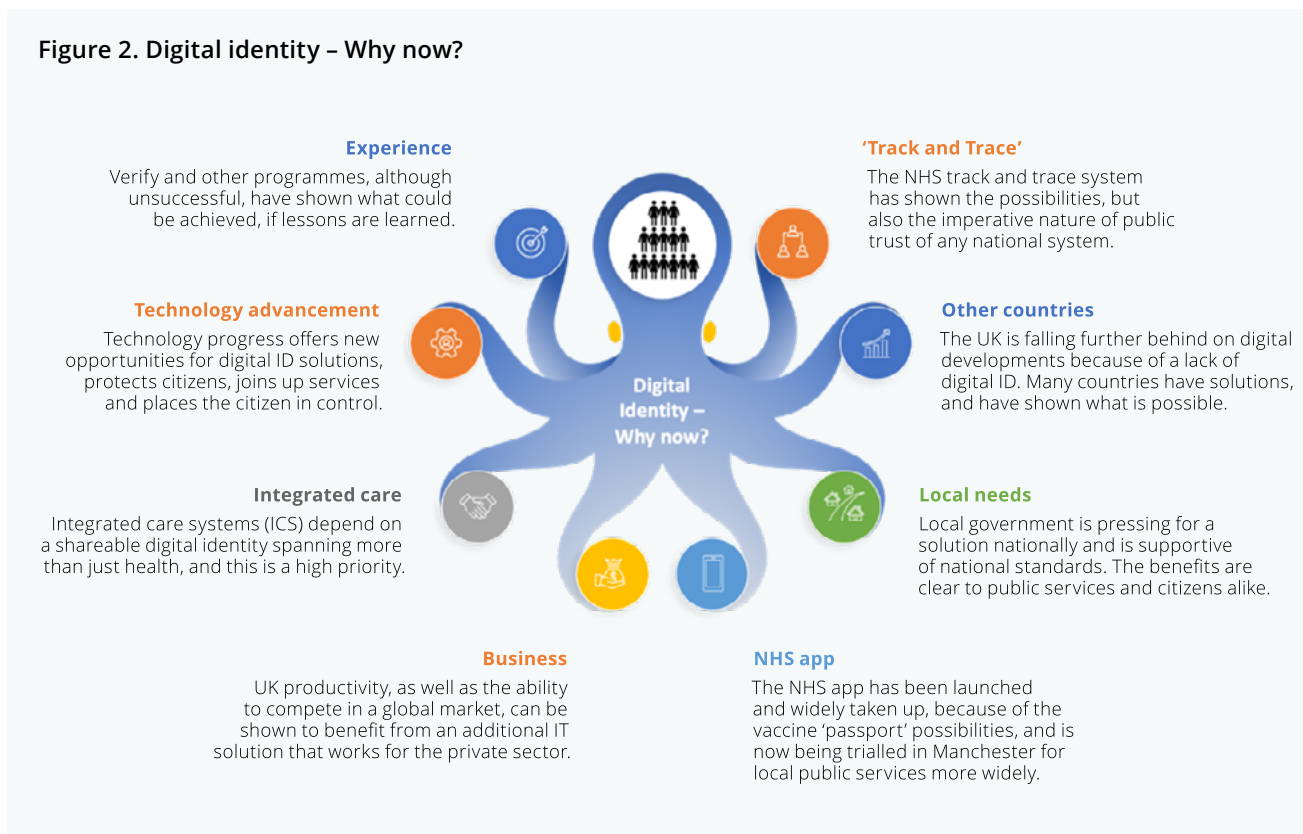 Figure 2. Digital identity – Why now?
Experience
Verify and other programmes, although
unsuccessful, have shown what could
be achieved, if lessons are learned.
‘Track and Trace’
The NHS track and trace system
has shown the possibilities, but
also the imperative nature of public
trust of any national system.
Technology advancement
Technology progress offers new
opportunities for digital ID solutions,
protects citizens, joins up services
and places the citizen in control.
Other countries
The UK is falling further behind on digital
developments because of a lack of
digital ID. Many countries have solutions,
and have shown what is possible.
Digital
Identity –
Why now?
Integrated care
Integrated care systems (ICS) depend on
a shareable digital identity spanning more
than just health, and this is a high priority.
Local needs
Local government is pressing for a
solution nationally and is supportive
of national standards. The benefits are
clear to public services and citizens alike.
Business
UK productivity, as well as the ability
to compete in a global market, can be
shown to benefit from an additional IT
solution that works for the private sector.
NHS app
The NHS app has been launched
and widely taken up, because of the
vaccine ‘passport’ possibilities, and is
now being trialled in Manchester for
local public services more widely.